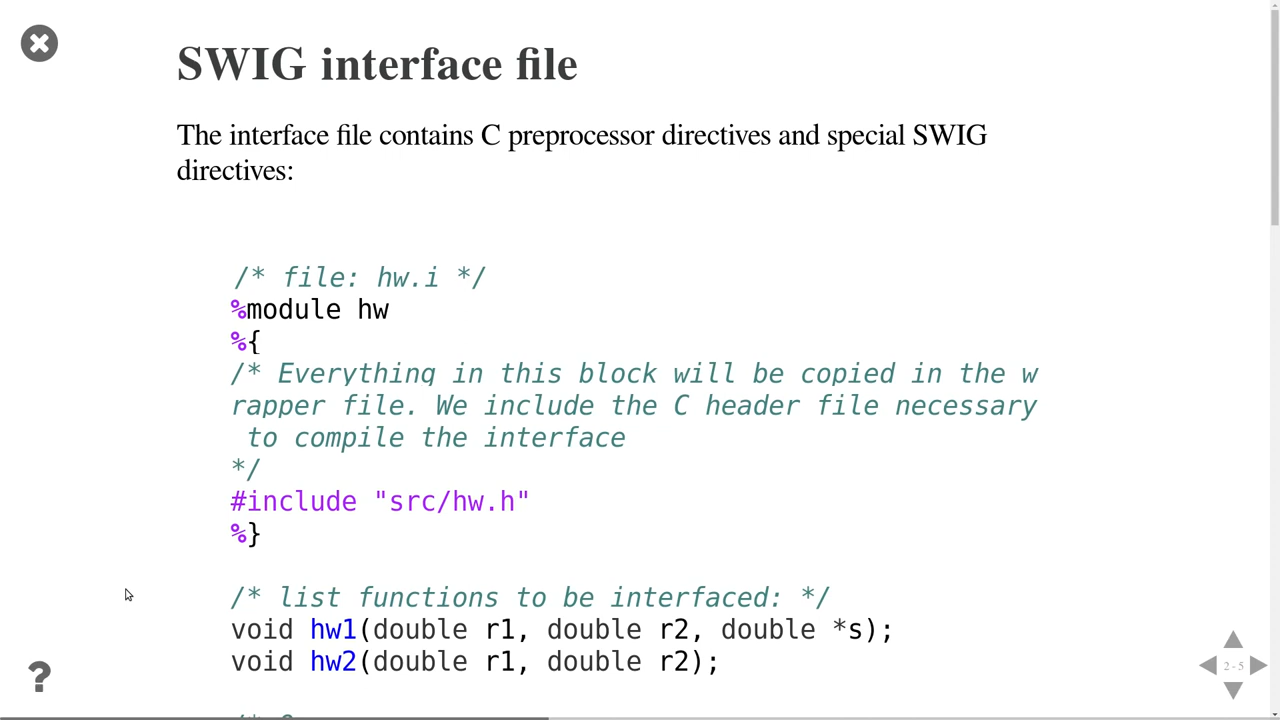 SWIG interface file
The interface file contains C preprocessor directives and special SWIG
directives:
/* file: hw.i */
%module hw
%{
/* Everything in this block will be copied in the w
rapper file. We include the C header file necessary
to compile the interface
*/
#include "src/hw.h"
%}
/* list functions to be interfaced: */
void hw1(double r1, double r2, double *s);
void hw2(double r1, double r2);
?
2 - 5